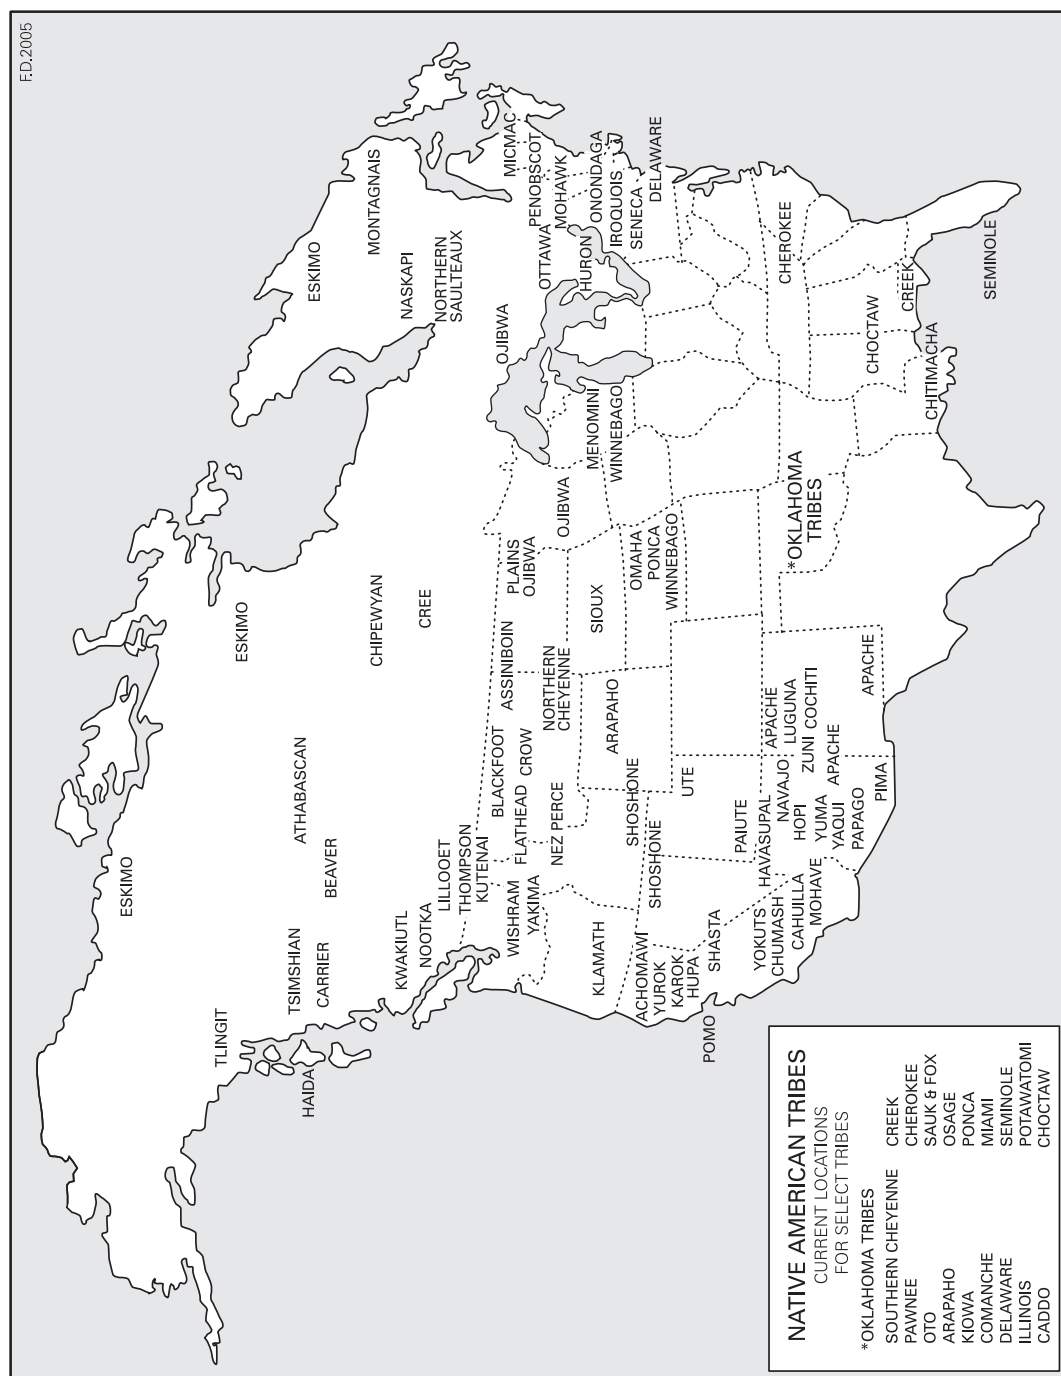 F.D.2005
ESKIMO
TLINGIT
ESKIMO
TSIMSHIAN
ATHABASCAN
HAIDA
ESKIMO
CARRIER
BEAVER
CHIPEWYAN
MONTAGNAIS
KWAKIUTL
NASKAPI
NOOTKA
CREE
LILLOOET
NORTHERN
SAULTEAUX
THOMPSON
KUTENAI
BLACKFOOT
ASSINIBOIN
OJIBWA
MICMAC
WISHRAM
YAKIMA
FLATHEAD
CROW
PLAINS
OJIBWA
PENOBSCOT
NEZ PERCE
NORTHERN
CHEYENNE
OJIBWA
OTTAWA
MOHAWK
KLAMATH
SIOUX
MENOMINI
WINNEBAGO
HURON
ONONDAGA
IROQUOIS
SENECA
ARAPAHO
SHOSHONE
SHOSHONE
OMAHA
PONCA
WINNEBAGO
DELAWARE
ACHOMAWI
YUROK
KAROK
HUPA
UTE
POMO
SHASTA
PAIUTE
YOKUTS
CHUMASH
CAHUILLA
MOHAVE
HAVASUPAI
NAVAJO
HOPI
YUMA
YAQUI
PAPAGO
APACHE
LUGUNA
ZUNI COCHITI
APACHE
PIMA
APACHE
*OKLAHOMA
TRIBES
CHEROKEE
CHOCTAW
CREEK
CHITIMACHA
SEMINOLE
NATIVE AMERICAN TRIBES
CURRENT LOCATIONS
FOR SELECT TRIBES
*OKLAHOMA TRIBES
SOUTHERN CHEYENNE CREEK
PAWNEE CHEROKEE
OTO SAUK & FOX
ARAPAHO OSAGE
KIOWA PONCA
COMANCHE MIAMI
DELAWARE SEMINOLE
ILLINOIS POTAWATOMI
CADDO CHOCTAW